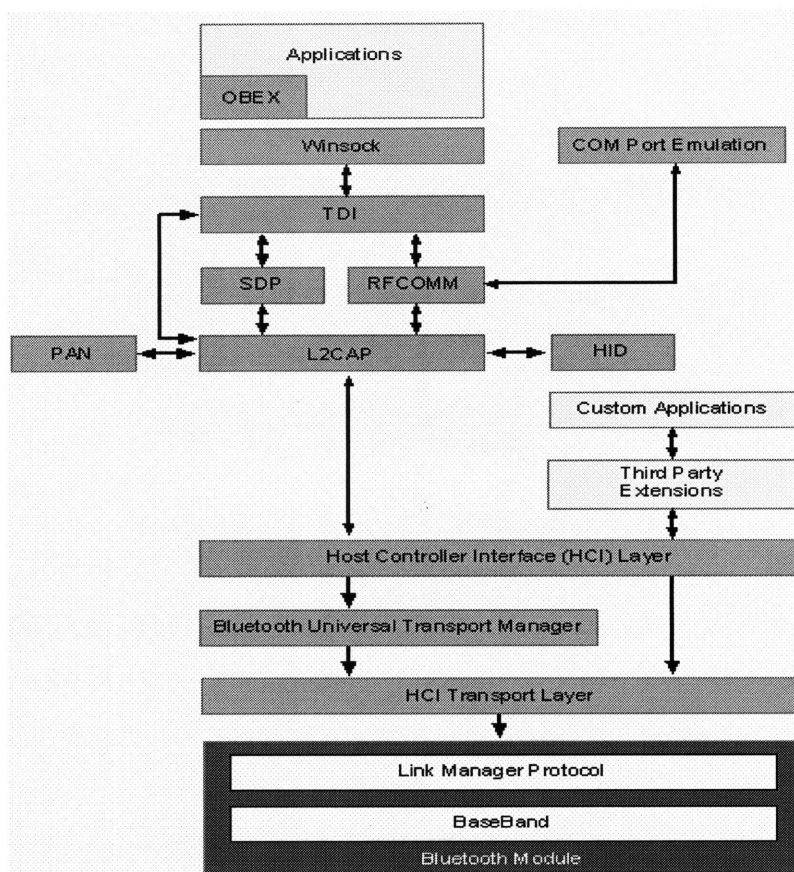 Applications
OBEX
Winsock
COM Port Emulation
TDI
SDP
RFCOMM
PAN
L2CAP
HID
Custom Applications
Third Party
Extensions
Host Controller Interface (HCI) Layer
Bluetooth Universal Transport Manager
HCI Transport Layer
Link Manager Protocol
BaseBand
Bluetooth Module